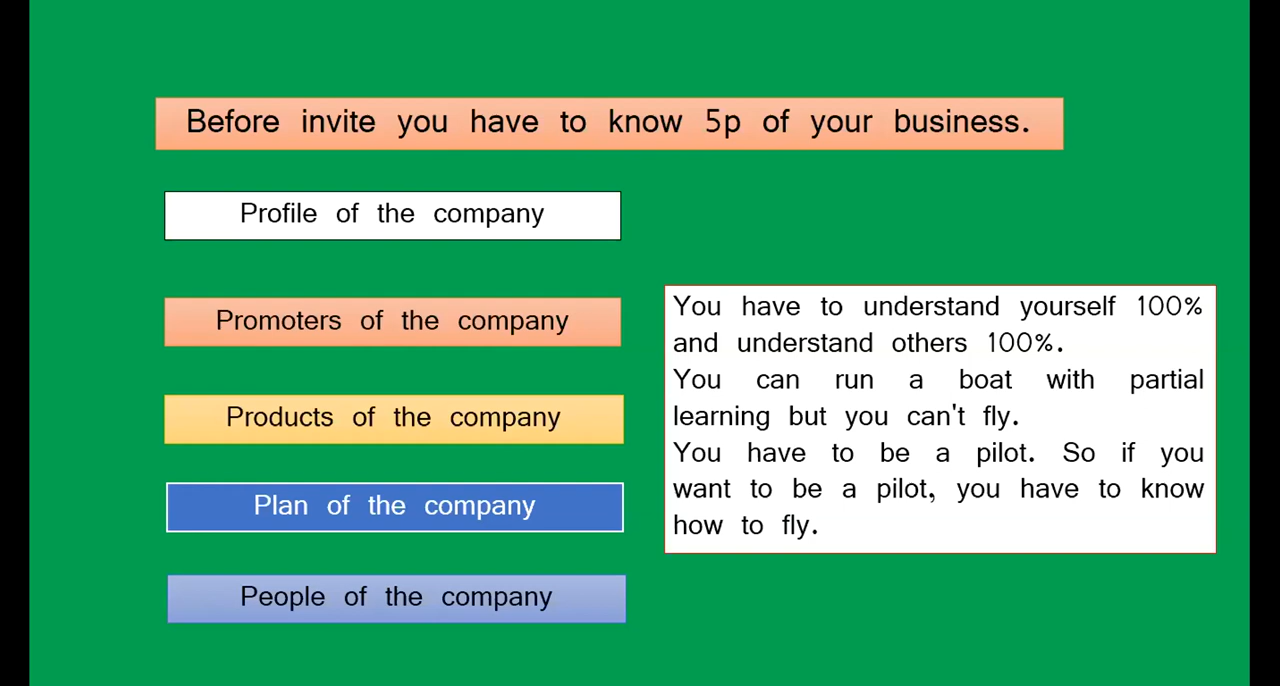 Before invite you have to know 5p of your business.
Profile of the company
Promoters of the company
Products of the company
Plan of the company
People of the company
You have to understand yourself 100%
and understand others 100%.
You can run a boat with partial
learning but you can't fly.
You have to be a pilot. So if you
want to be a pilot, you have to know
how to fly.